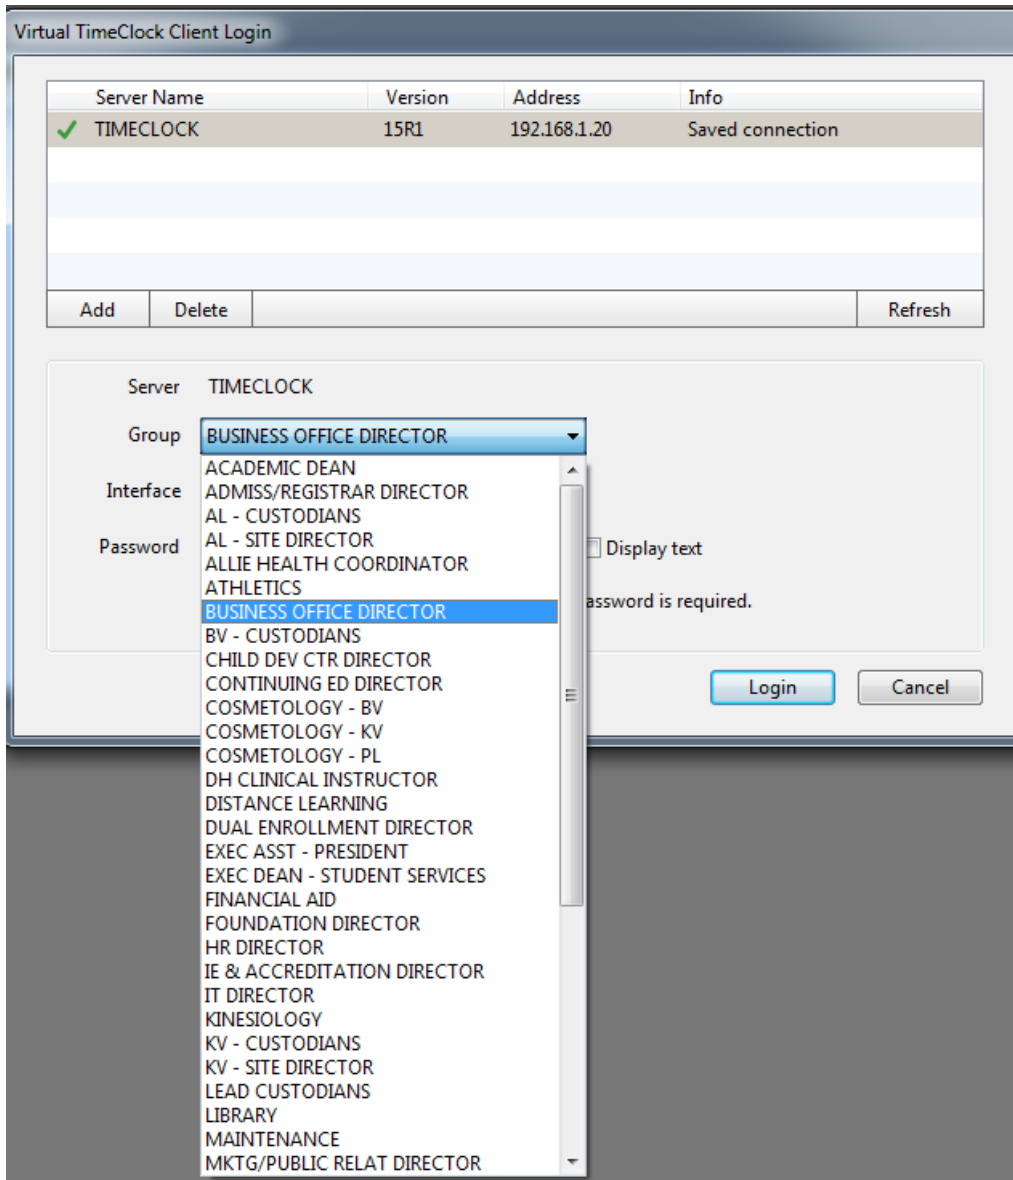 Virtual TimeClock Client Login
Server Name Version Address Info
TIMECLOCK 15R1 192.168.1.20 Saved connection
Add Delete Refresh
Server TIMECLOCK
Group BUSINESS OFFICE DIRECTOR
Interface
Password
ACADEMIC DEAN
ADMISS/REGISTRAR DIRECTOR
AL - CUSTODIANS
AL - SITE DIRECTOR
ALLIE HEALTH COORDINATOR
ATHLETICS
BUSINESS OFFICE DIRECTOR
BV - CUSTODIANS
CHILD DEV CTR DIRECTOR
CONTINUING ED DIRECTOR
COSMETOLOGY - BV
COSMETOLOGY - KV
COSMETOLOGY - PL
DH CLINICAL INSTRUCTOR
DISTANCE LEARNING
DUAL ENROLLMENT DIRECTOR
EXEC ASST - PRESIDENT
EXEC DEAN - STUDENT SERVICES
FINANCIAL AID
FOUNDATION DIRECTOR
HR DIRECTOR
IE & ACCREDITATION DIRECTOR
IT DIRECTOR
KINESIOLOGY
KV - CUSTODIANS
KV - SITE DIRECTOR
LEAD CUSTODIANS
LIBRARY
MAINTENANCE
MKTG/PUBLIC RELAT DIRECTOR
Display text
assword is required.
Login Cancel